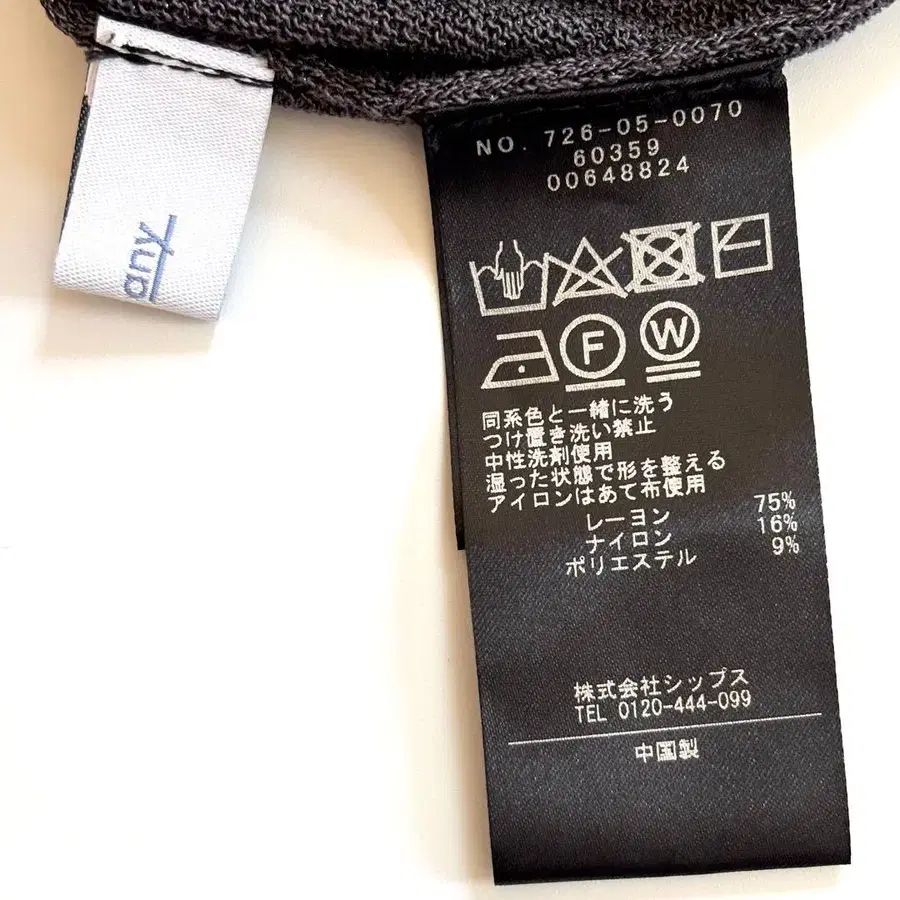 any
NO. 726-05-0070
60359
00648824
F W
同系色と一緒に洗う
つけ置き洗い禁止
中性洗剤使用
湿った状態で形を整える
アイロンはあて布使用
レーヨン 75%
ナイロン 16%
ポリエステル 9%
株式会社シップス
TEL 0120-444-099
中国製